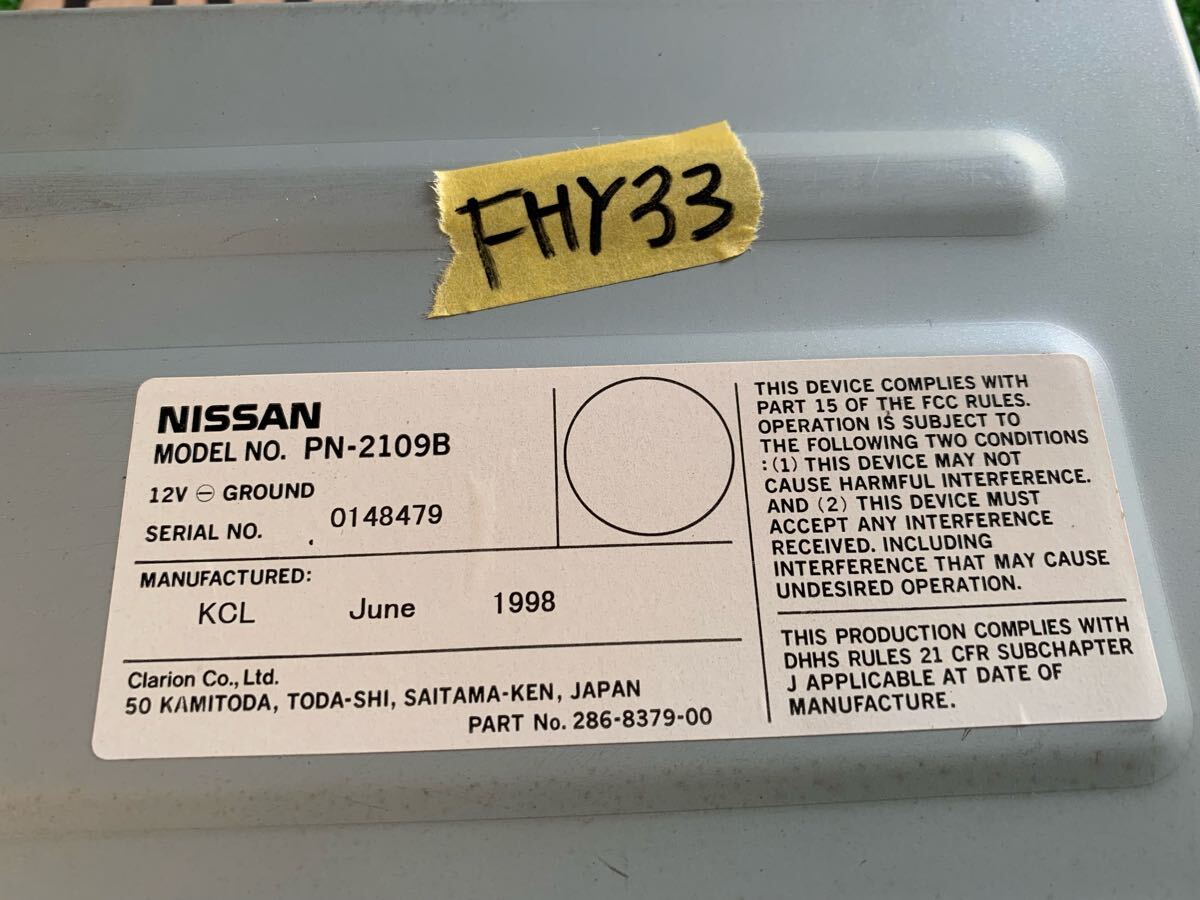 FHY33
NISSAN
MODEL NO. PN-2109B
12V ⊖ GROUND
SERIAL NO. 0148479
MANUFACTURED:
KCL June 1998
Clarion Co., Ltd.
50 KAMITODA, TODA-SHI, SAITAMA-KEN, JAPAN
PART No. 286-8379-00
THIS DEVICE COMPLIES WITH
PART 15 OF THE FCC RULES.
OPERATION IS SUBJECT TO
THE FOLLOWING TWO CONDITIONS
:(1) THIS DEVICE MAY NOT
CAUSE HARMFUL INTERFERENCE.
AND (2) THIS DEVICE MUST
ACCEPT ANY INTERFERENCE
RECEIVED. INCLUDING
INTERFERENCE THAT MAY CAUSE
UNDESIRED OPERATION.
THIS PRODUCTION COMPLIES WITH
DHHS RULES 21 CFR SUBCHAPTER
J APPLICABLE AT DATE OF
MANUFACTURE.